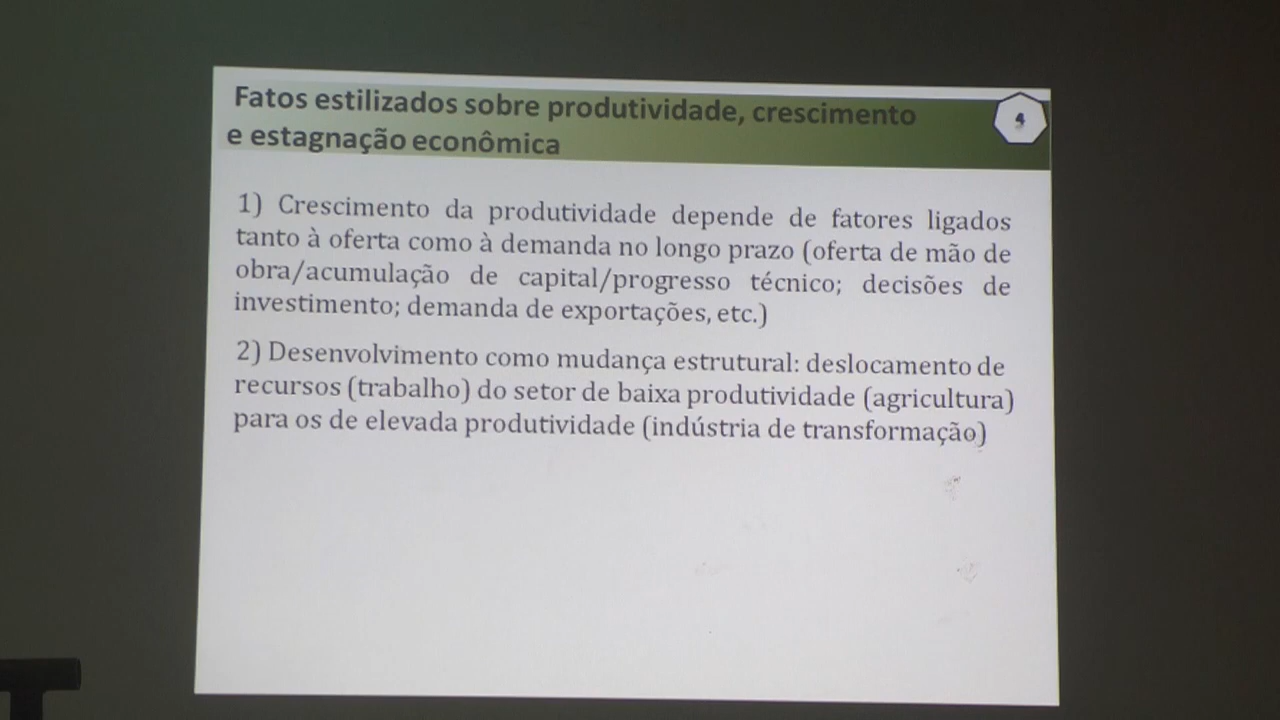 Fatos estilizados sobre produtividade, crescimento
e estagnação econômica
4
1) Crescimento da produtividade depende de fatores ligados
tanto à oferta como à demanda no longo prazo (oferta de mão de
obra/acumulação de capital/progresso técnico; decisões de
investimento; demanda de exportações, etc.)
2) Desenvolvimento como mudança estrutural: deslocamento de
recursos (trabalho) do setor de baixa produtividade (agricultura)
para os de elevada produtividade (indústria de transformação)